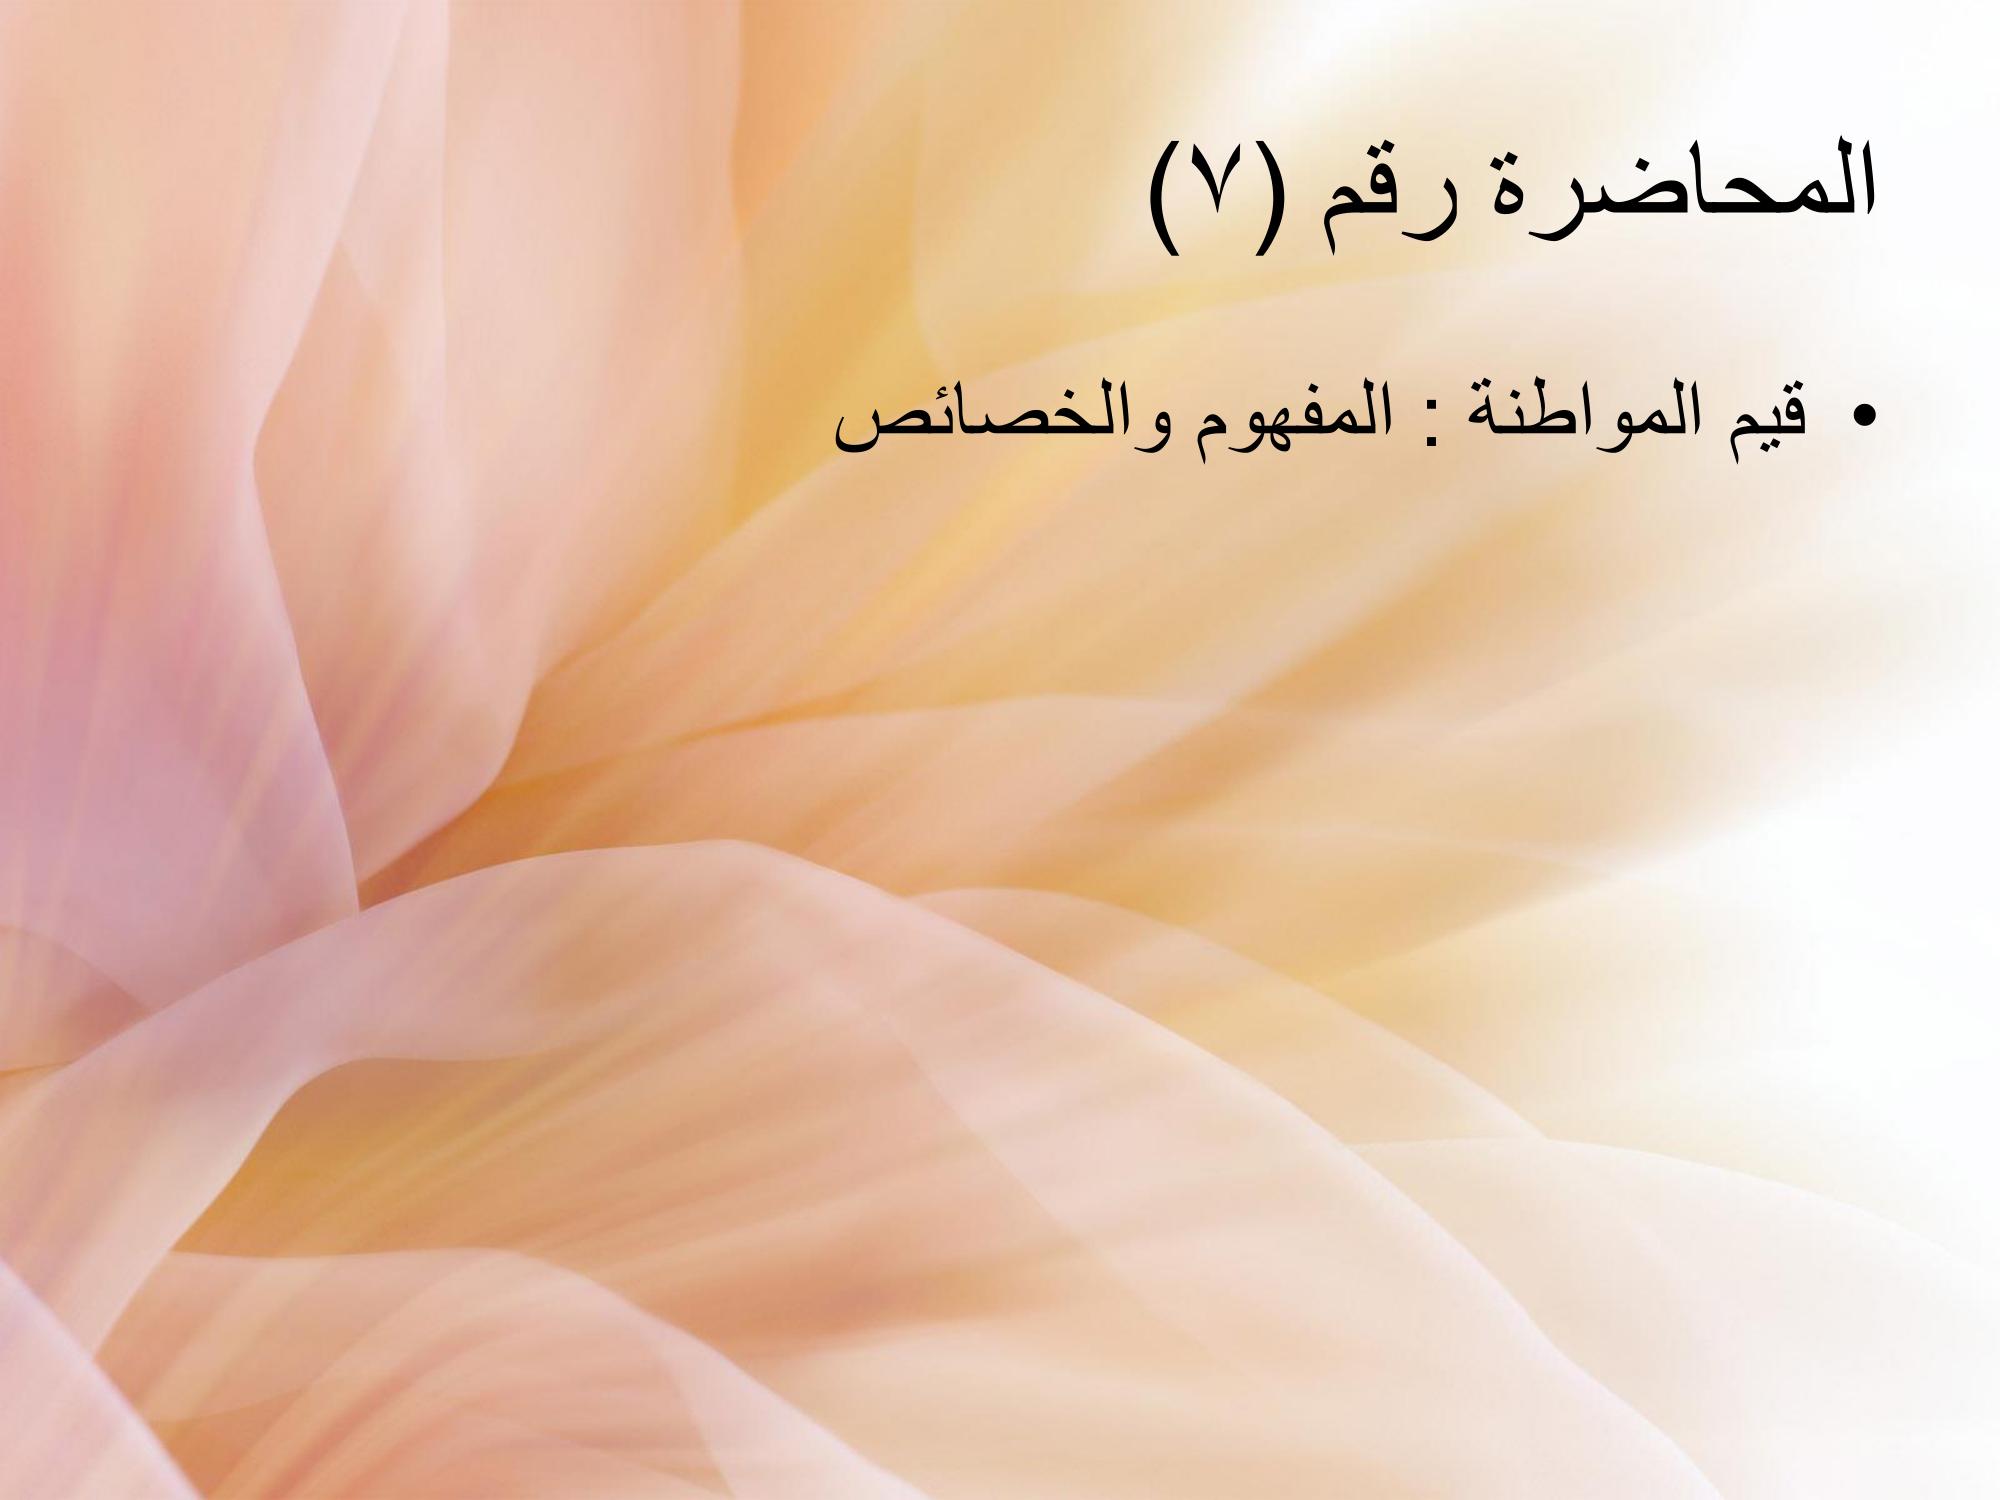 المحاضرة رقم (٧)
• قيم المواطنة : المفهوم والخصائص